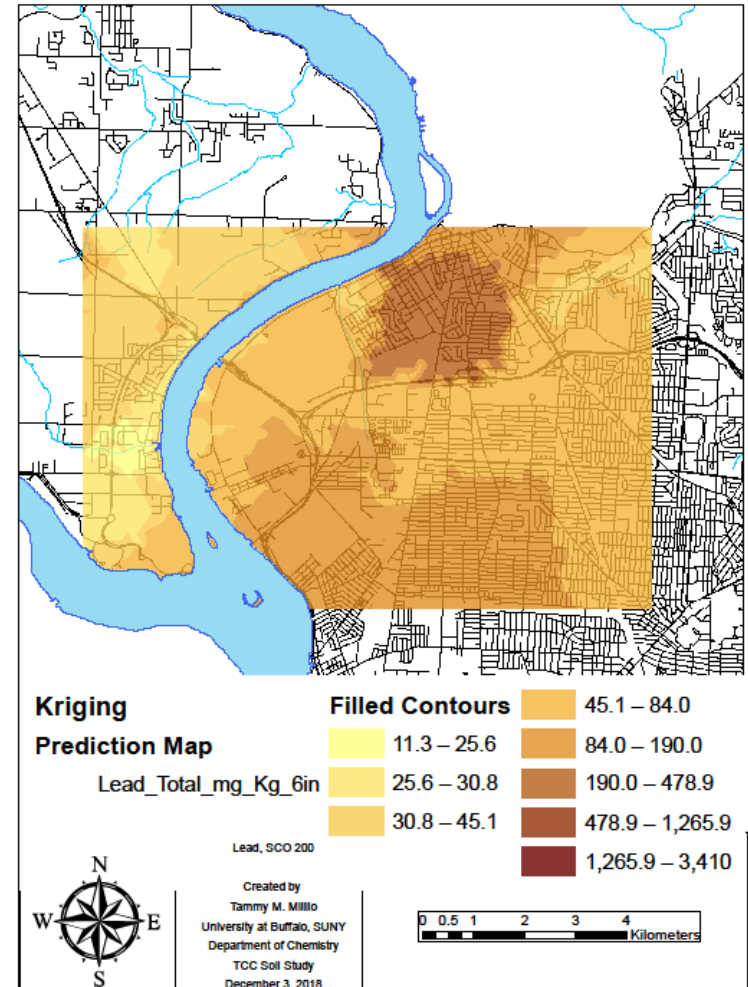 Kriging
Prediction Map
Lead_Total_mg_Kg_6in
Filled Contours
11.3 – 25.6
25.6 – 30.8
30.8 – 45.1
45.1 – 84.0
84.0 – 190.0
190.0 – 478.9
478.9 – 1,265.9
1,265.9 – 3,410
N
W E
S
Lead, SCO 200
Created by
Tammy M. Milillo
University at Buffalo, SUNY
Department of Chemistry
TCC Soil Study
December 3, 2018
0 0.5 1 2 3 4
Kilometers